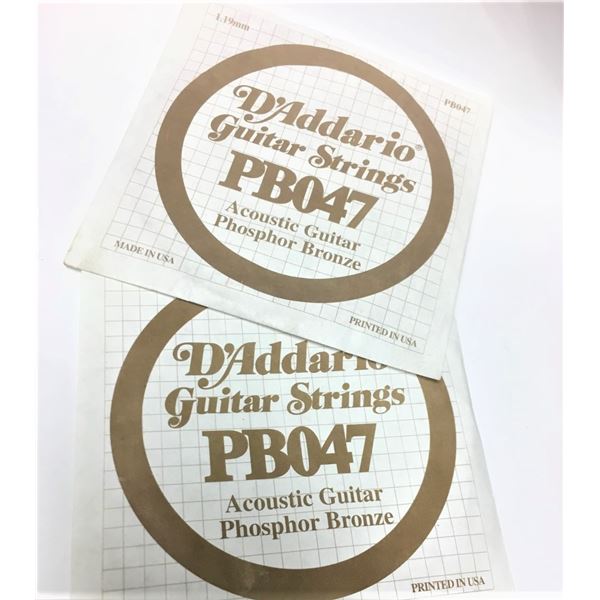 1.19mm
PB047
D'Addario®
Guitar Strings
PB047
Acoustic Guitar
Phosphor Bronze
MADE IN USA
PRINTED IN USA
D'Addario
Guitar Strings
PB047
Acoustic Guitar
Phosphor Bronze
PRINTED IN USA